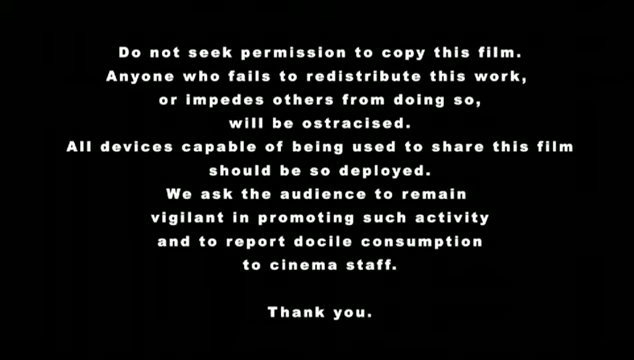 Do not seek permission to copy this film.
Anyone who fails to redistribute this work,
or impedes others from doing so,
will be ostracised.
All devices capable of being used to share this film
should be so deployed.
We ask the audience to remain
vigilant in promoting such activity
and to report docile consumption
to cinema staff.
Thank you.